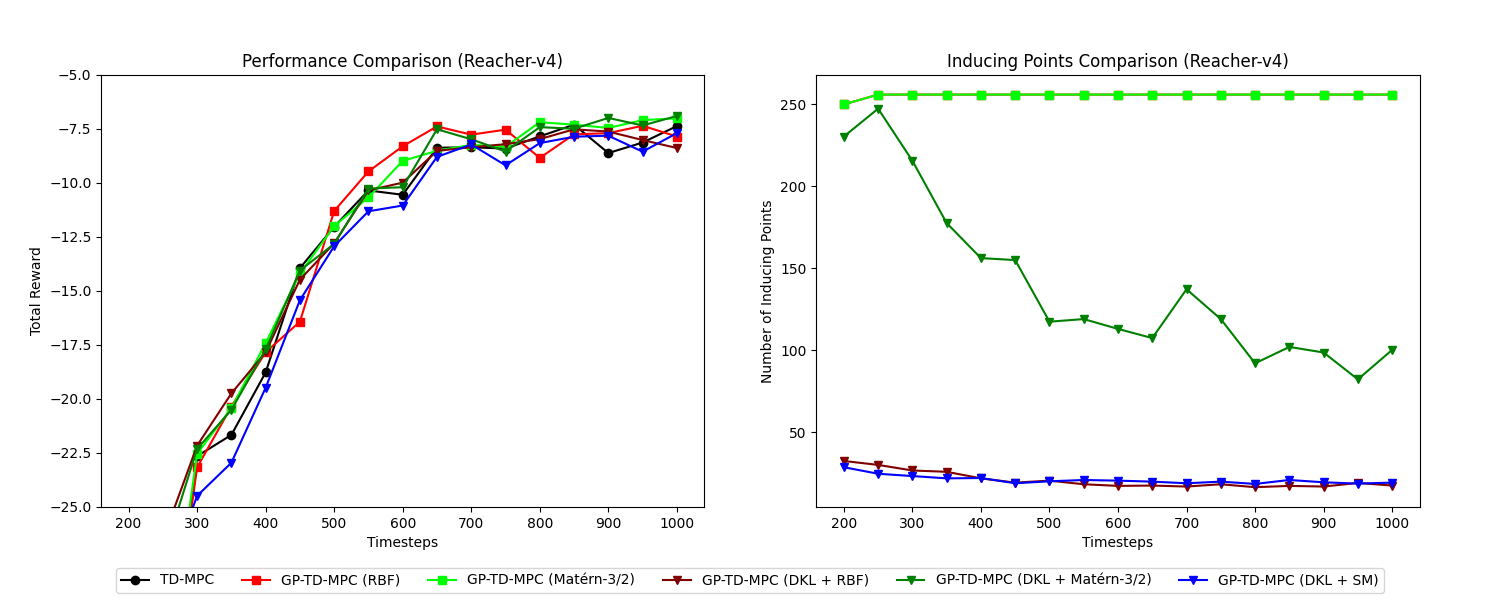 Performance Comparison (Reacher-v4)
−5.0
−7.5
−10.0
−12.5
−15.0
−17.5
−20.0
−22.5
−25.0
Total Reward
200 300 400 500 600 700 800 900 1000
Timesteps
Inducing Points Comparison (Reacher-v4)
250
200
150
100
50
Number of Inducing Points
200 300 400 500 600 700 800 900 1000
Timesteps
TD-MPC GP-TD-MPC (RBF) GP-TD-MPC (Matérn-3/2) GP-TD-MPC (DKL + RBF) GP-TD-MPC (DKL + Matérn-3/2) GP-TD-MPC (DKL + SM)